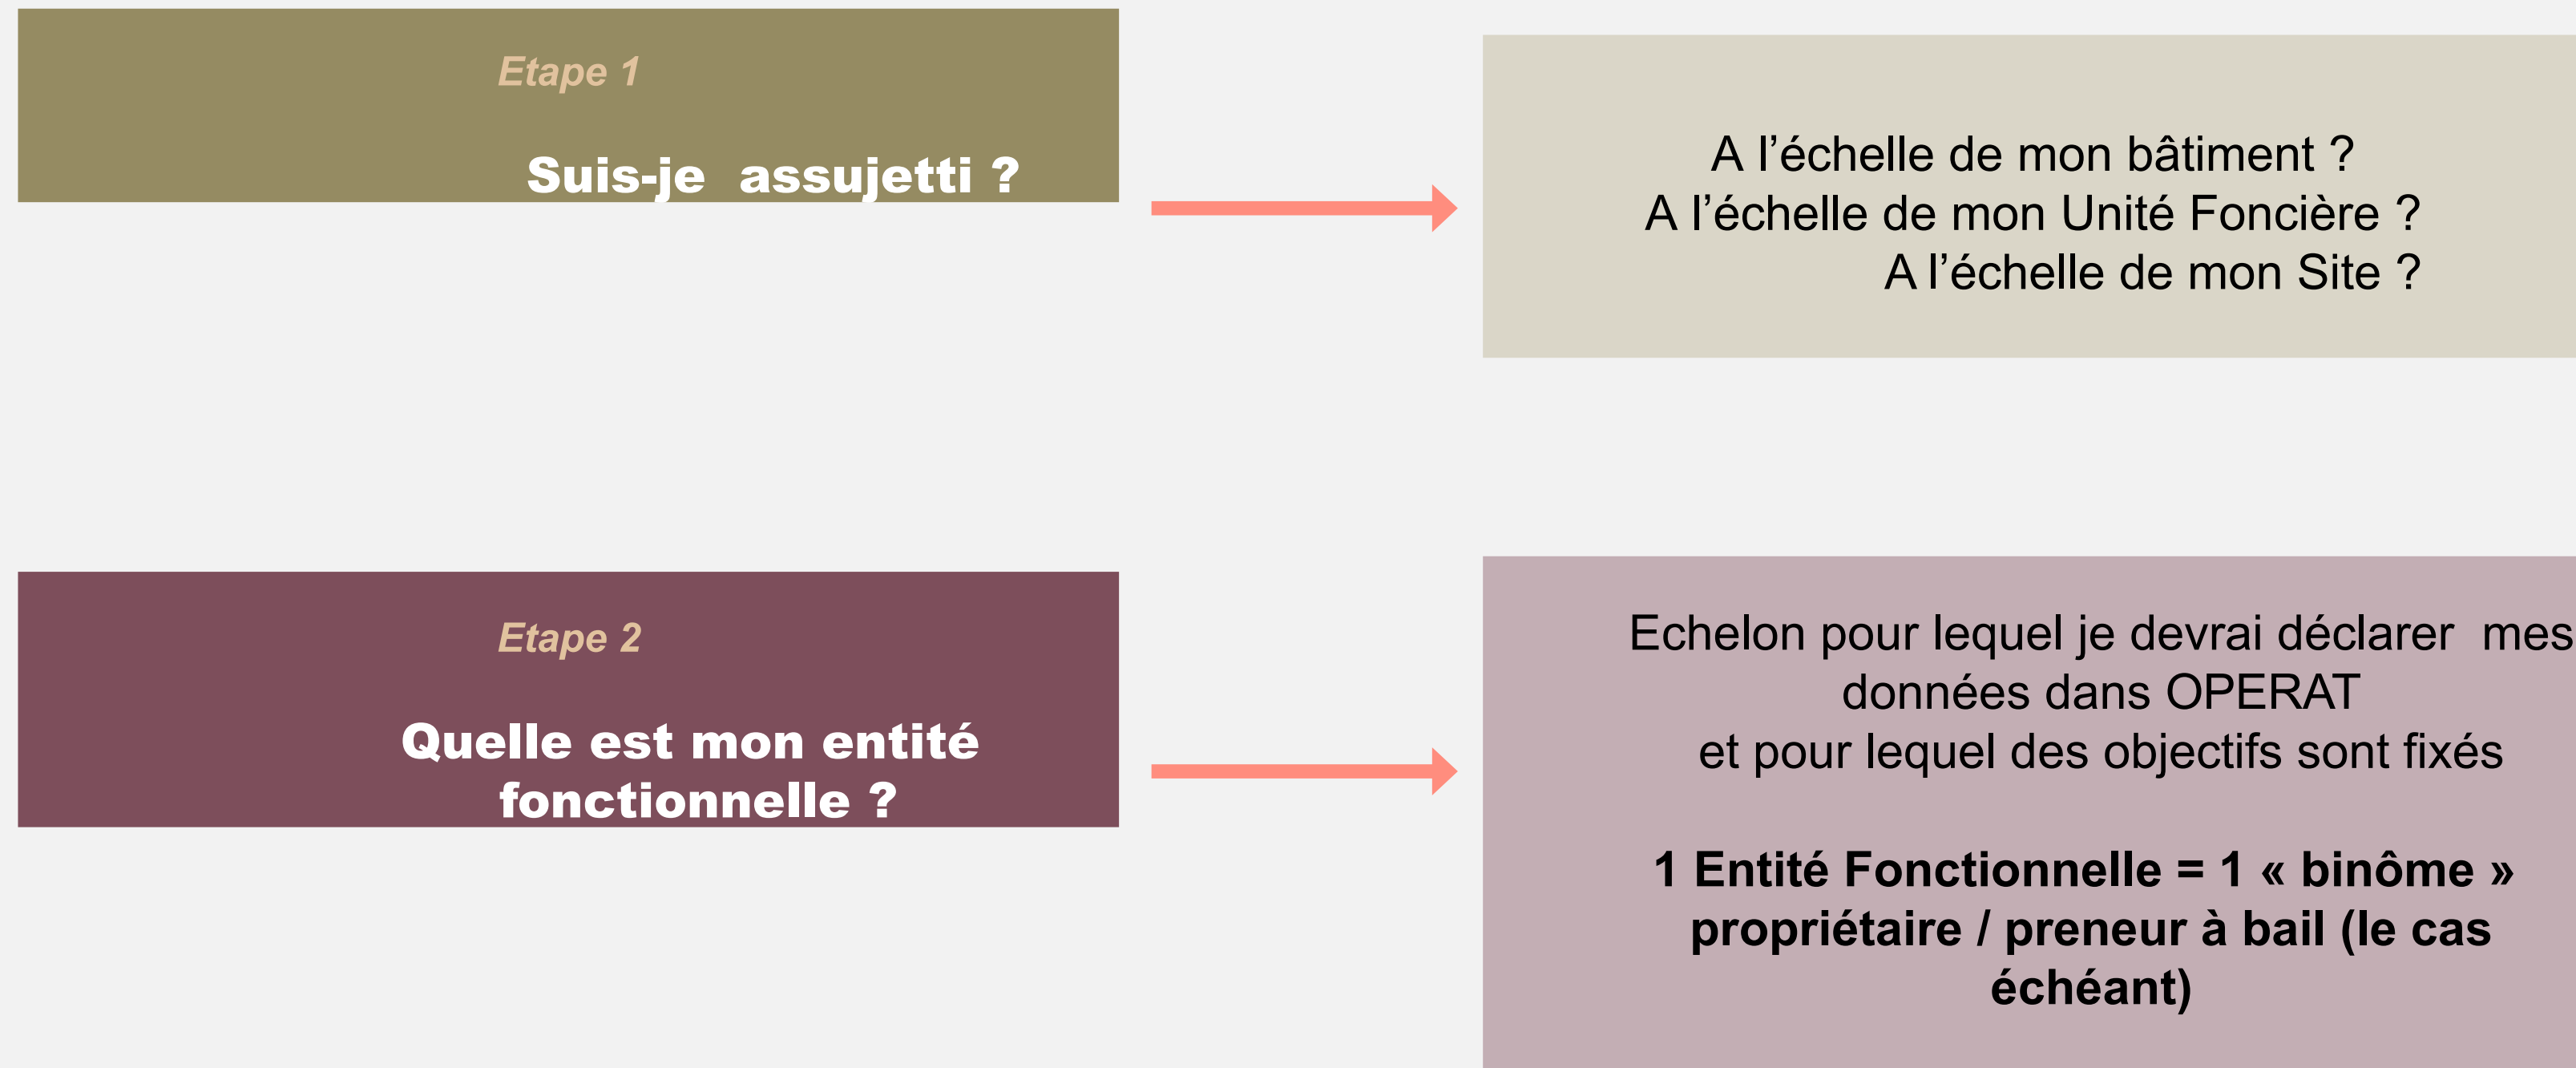 Etape 1
Suis-je  assujetti ?
A l’échelle de mon bâtiment ?
A l’échelle de mon Unité Foncière ?
A l’échelle de mon Site ?
Etape 2
Quelle est mon entité
fonctionnelle ?
Echelon pour lequel je devrai déclarer  mes
données dans OPERAT
et pour lequel des objectifs sont fixés
1 Entité Fonctionnelle = 1 « binôme »
propriétaire / preneur à bail (le cas
échéant)